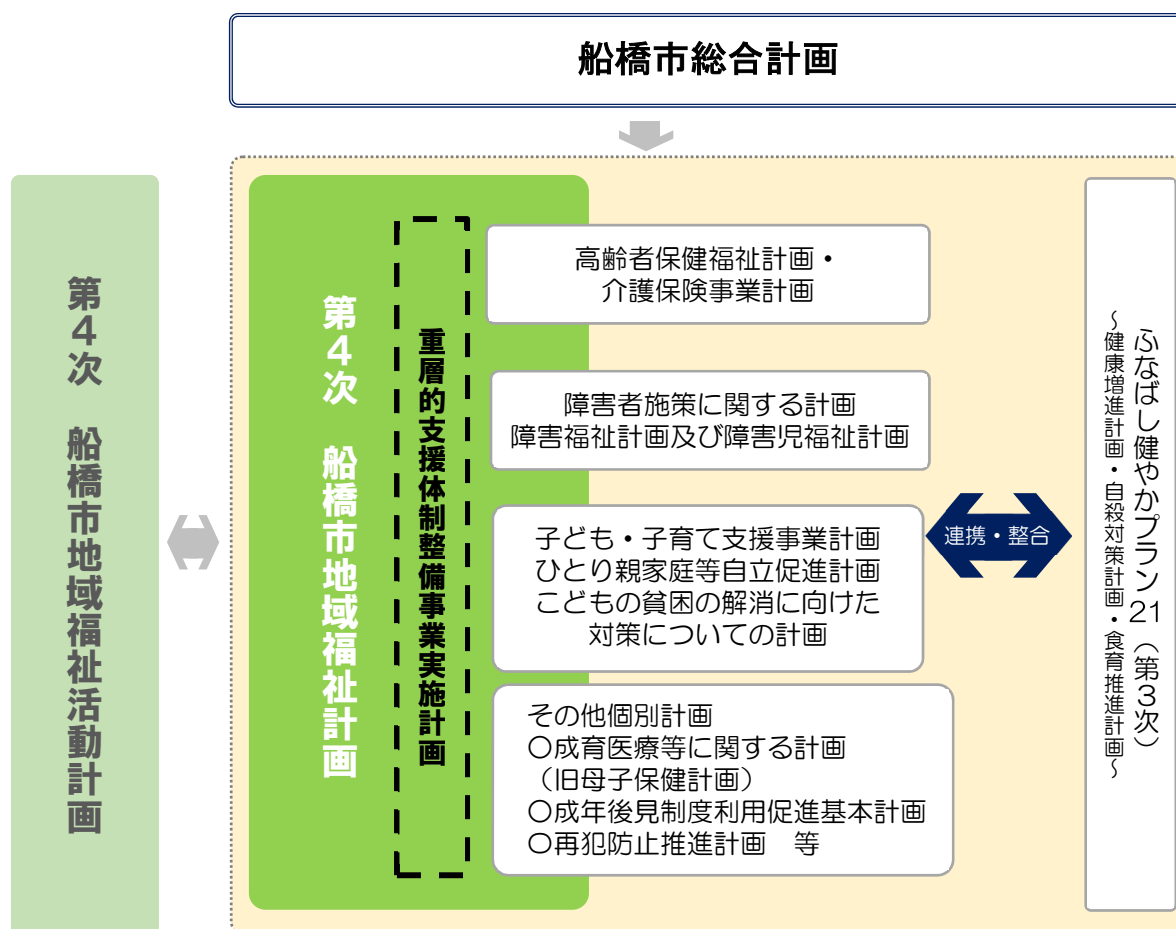 船橋市総合計画
第4次　船橋市地域福祉活動計画
第4次　船橋市地域福祉計画
重層的支援体制整備事業実施計画
高齢者保健福祉計画・
介護保険事業計画
障害者施策に関する計画
障害福祉計画及び障害児福祉計画
子ども・子育て支援事業計画
ひとり親家庭等自立促進計画
こどもの貧困の解消に向けた
対策についての計画
その他個別計画
○成育医療等に関する計画
（旧母子保健計画）
○成年後見制度利用促進基本計画
○再犯防止推進計画　等
連携・整合
ふなばし健やかプラン21（第3次）
～健康増進計画・自殺対策計画・食育推進計画～